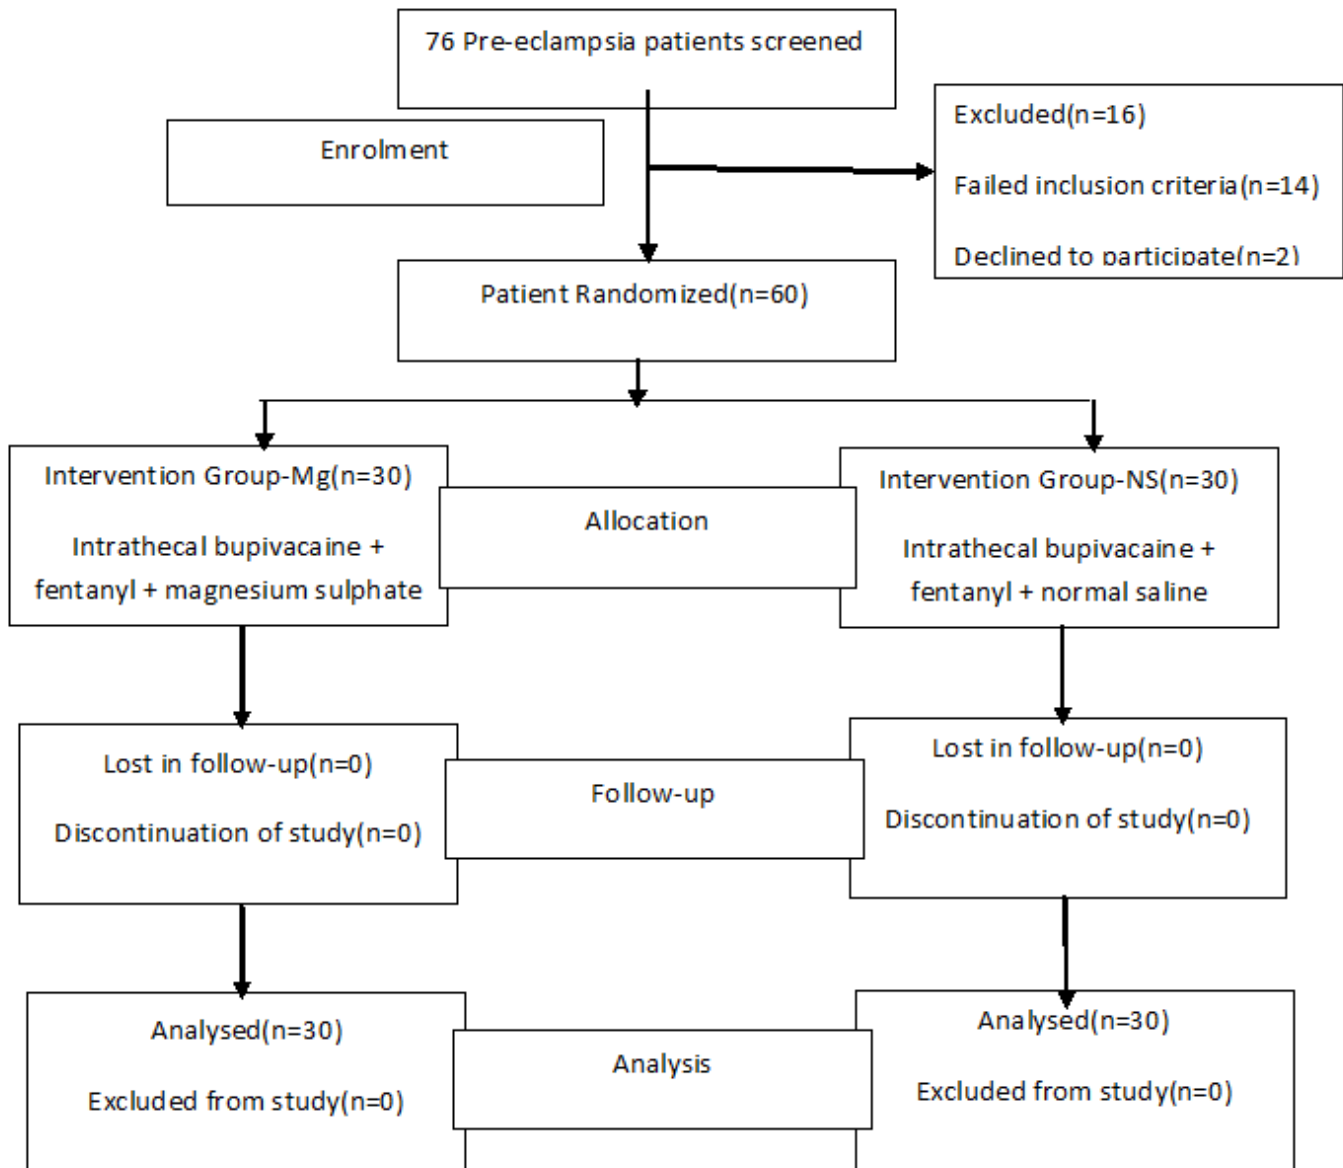 76 Pre-eclampsia patients screened
Enrolment
Excluded(n=16)
Failed inclusion criteria(n=14)
Declined to participate(n=2)
Patient Randomized(n=60)
Intervention Group-Mg(n=30)
Intrathecal bupivacaine +
fentanyl + magnesium sulphate
Allocation
Intervention Group-NS(n=30)
Intrathecal bupivacaine +
fentanyl + normal saline
Lost in follow-up(n=0)
Discontinuation of study(n=0)
Follow-up
Lost in follow-up(n=0)
Discontinuation of study(n=0)
Analysed(n=30)
Excluded from study(n=0)
Analysis
Analysed(n=30)
Excluded from study(n=0)